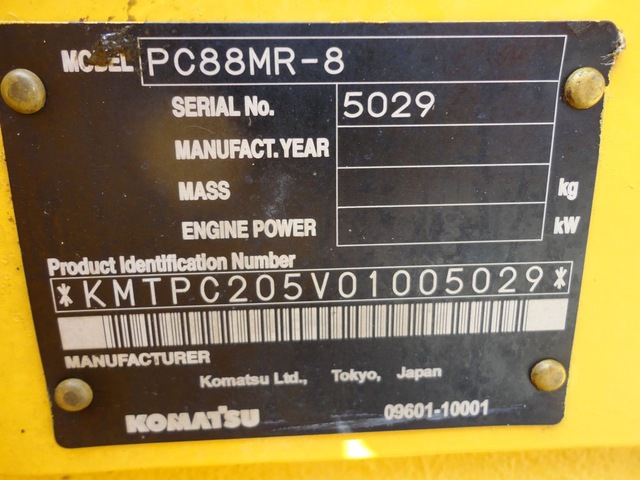 MODEL PC88MR-8
SERIAL No. 5029
MANUFACT.YEAR
MASS kg
ENGINE POWER kW
Product Identification Number
*KMTPC205V01005029*
MANUFACTURER
Komatsu Ltd., Tokyo, Japan
KOMATSU 09601-10001